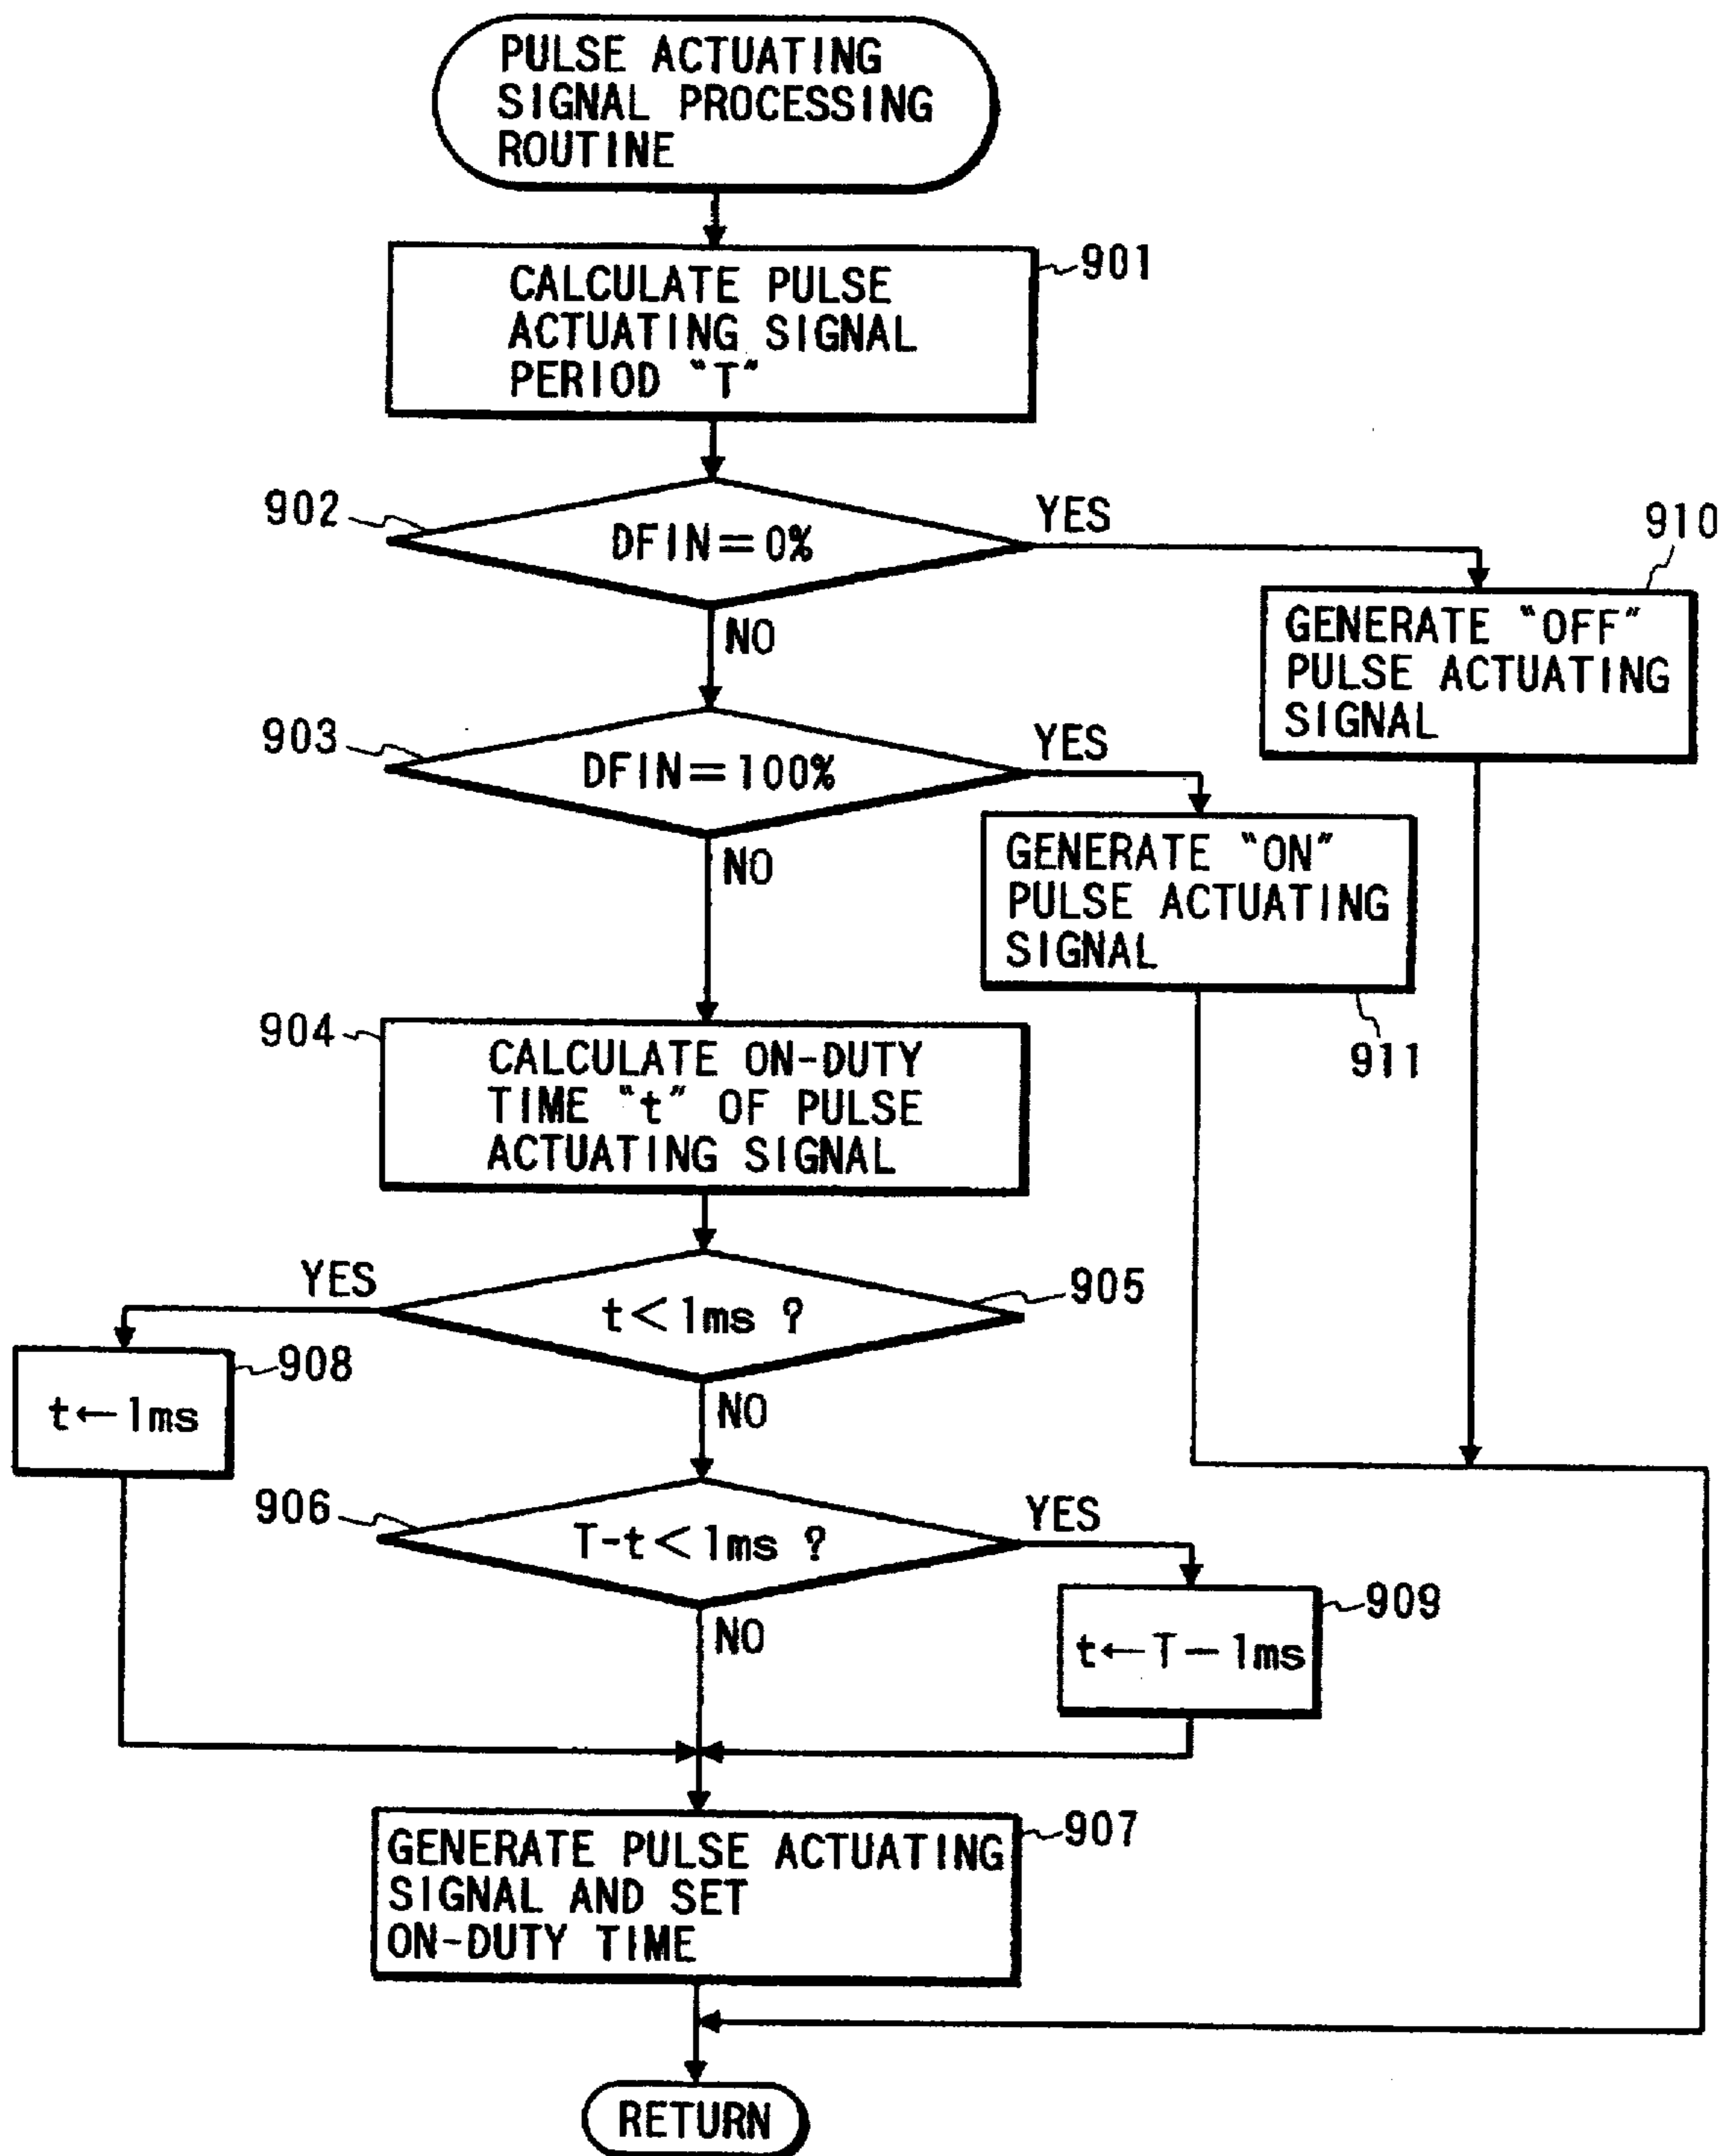 PULSE ACTUATING
SIGNAL PROCESSING
ROUTINE
901
CALCULATE PULSE
ACTUATING SIGNAL
PERIOD "T"
902
DFIN=0%
YES
NO
910
GENERATE "OFF"
PULSE ACTUATING
SIGNAL
903
DFIN=100%
YES
NO
GENERATE "ON"
PULSE ACTUATING
SIGNAL
911
904
CALCULATE ON-DUTY
TIME "t" OF PULSE
ACTUATING SIGNAL
905
YES
t<1ms ?
NO
908
t←1ms
906
T-t<1ms ?
YES
NO
909
t←T-1ms
907
GENERATE PULSE ACTUATING
SIGNAL AND SET
ON-DUTY TIME
RETURN